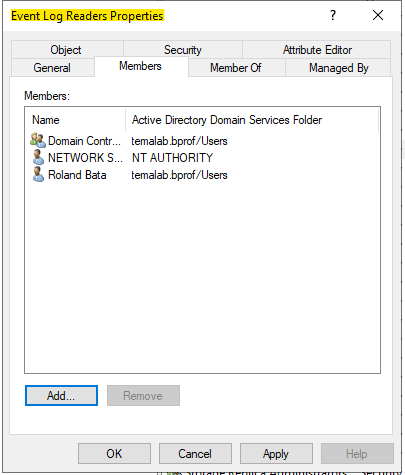 Event Log Readers Properties
?
Object Security Attribute Editor
General Members Member Of Managed By
Members:
Name Active Directory Domain Services Folder
Domain Contr... temalab.bprof/Users
NETWORK S... NT AUTHORITY
Roland Bata temalab.bprof/Users
Add... Remove
OK Cancel Apply Help